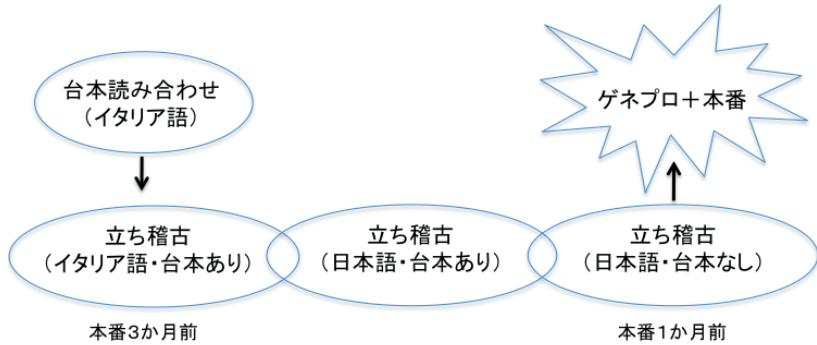 台本読み合わせ
（イタリア語）
ゲネプロ＋本番
立ち稽古
（イタリア語・台本あり）
立ち稽古
（日本語・台本あり）
立ち稽古
（日本語・台本なし）
本番３か月前
本番１か月前